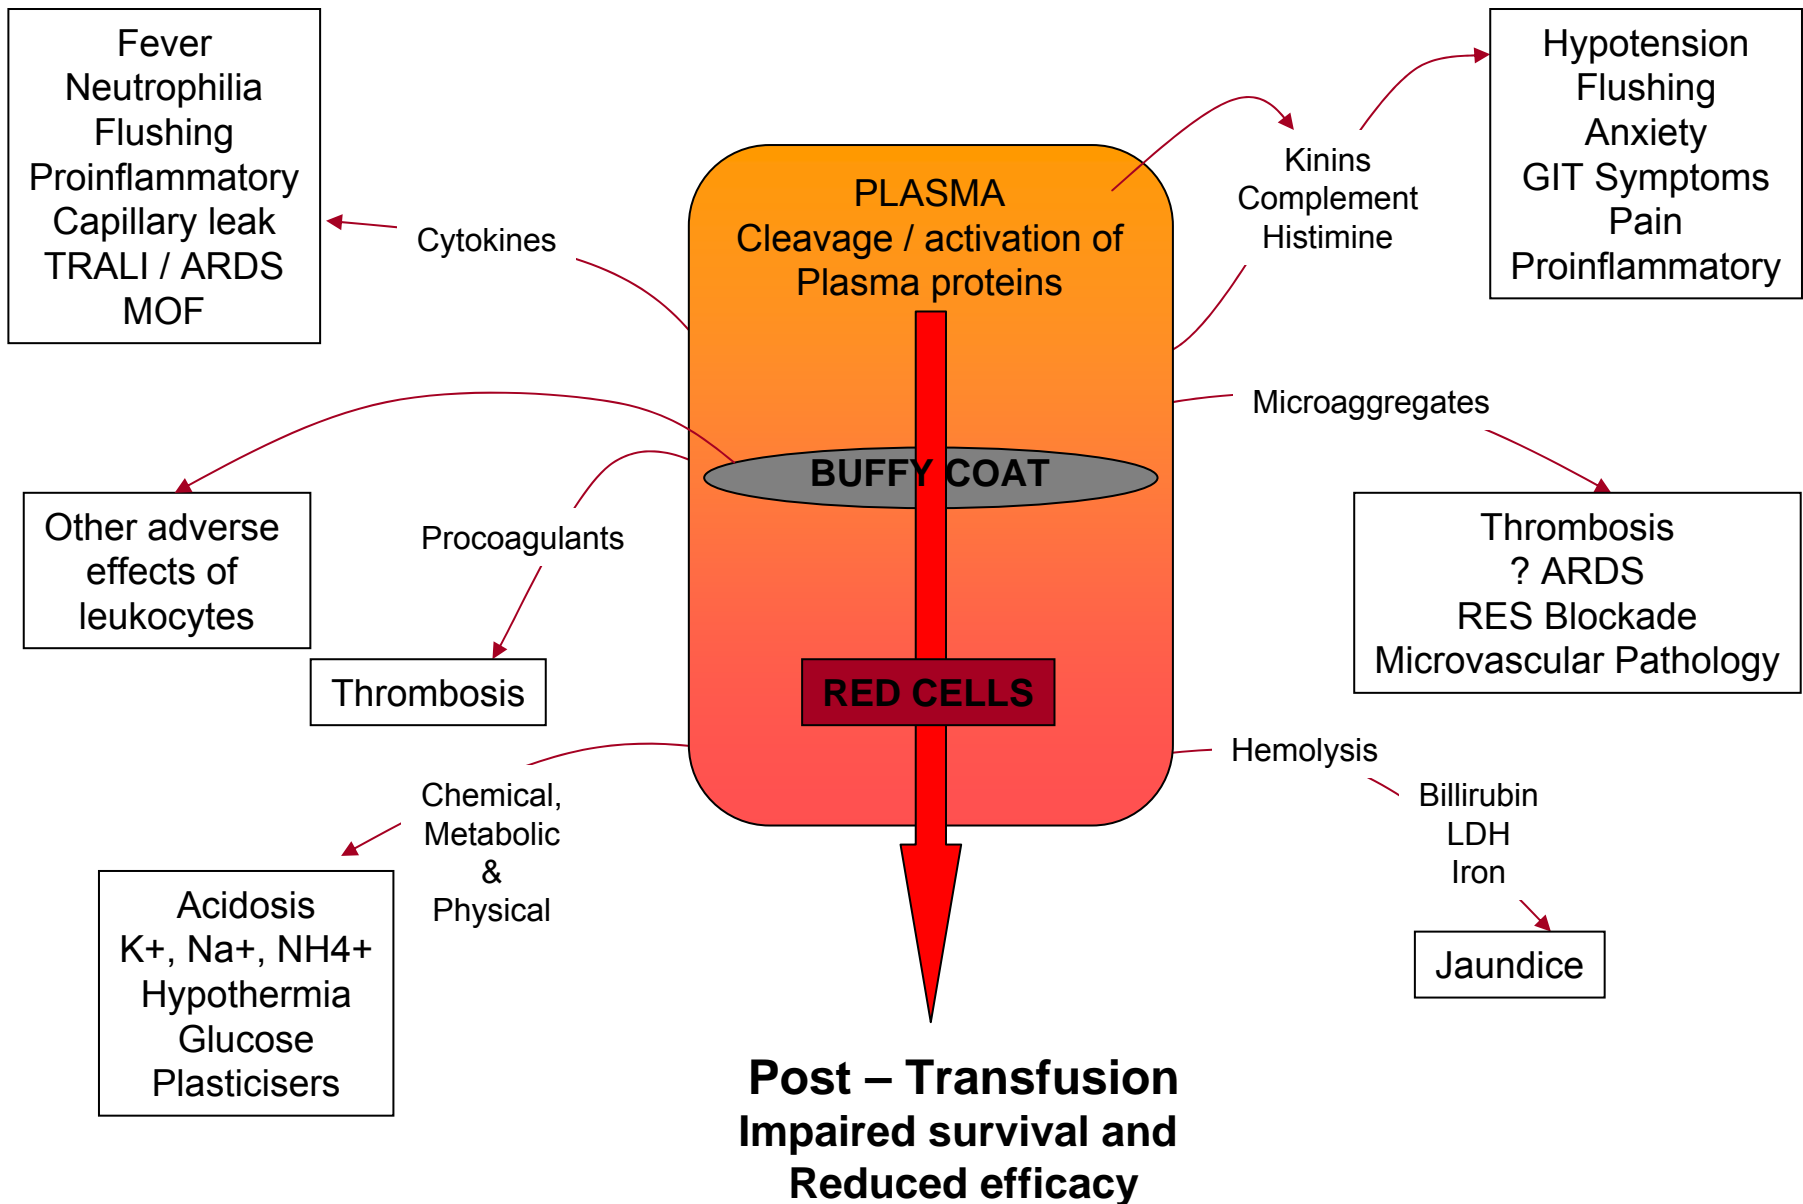 Fever
Neutrophilia
Flushing
Proinflammatory
Capillary leak
TRALI / ARDS
MOF
Cytokines
PLASMA
Cleavage / activation of
Plasma proteins
Kinins
Complement
Histimine
Hypotension
Flushing
Anxiety
GIT Symptoms
Pain
Proinflammatory
Microaggregates
BUFFY COAT
Other adverse
effects of
leukocytes
Procoagulants
Thrombosis
Thrombosis
? ARDS
RES Blockade
Microvascular Pathology
RED CELLS
Chemical,
Metabolic
&
Physical
Acidosis
K+, Na+, NH4+
Hypothermia
Glucose
Plasticisers
Hemolysis
Billirubin
LDH
Iron
Jaundice
Post – Transfusion
Impaired survival and
Reduced efficacy